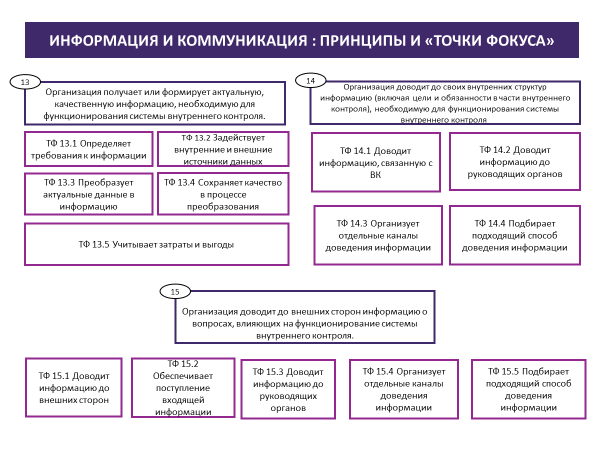 ИНФОРМАЦИЯ И КОММУНИКАЦИЯ : ПРИНЦИПЫ И «ТОЧКИ ФОКУСА»
13
Организация получает или формирует актуальную,
качественную информацию, необходимую для
функционирования системы внутреннего контроля.
14
Организация доводит до своих внутренних структур
информацию (включая цели и обязанности в части внутреннего
контроля), необходимую для функционирования системы
внутреннего контроля
ТФ 13.1 Определяет
требования к информации
ТФ 13.2 Задействует
внутренние и внешние
источники данных
ТФ 13.3 Преобразует
актуальные данные в
информацию
ТФ 13.4 Сохраняет качество
в процессе
преобразования
ТФ 13.5 Учитывает затраты и выгоды
ТФ 14.1 Доводит
информацию, связанную с
ВК
ТФ 14.2 Доводит
информацию до
руководящих органов
ТФ 14.3 Организует
отдельные каналы
доведения информации
ТФ 14.4 Подбирает
подходящий способ
доведения информации
15
Организация доводит до внешних сторон информацию о
вопросах, влияющих на функционирование системы
внутреннего контроля.
ТФ 15.1 Доводит
информацию до
внешних сторон
ТФ 15.2
Обеспечивает
поступление
входящей
информации
ТФ 15.3 Доводит
информацию до
руководящих
органов
ТФ 15.4 Организует
отдельные каналы
доведения
информации
ТФ 15.5 Подбирает
подходящий способ
доведения
информации